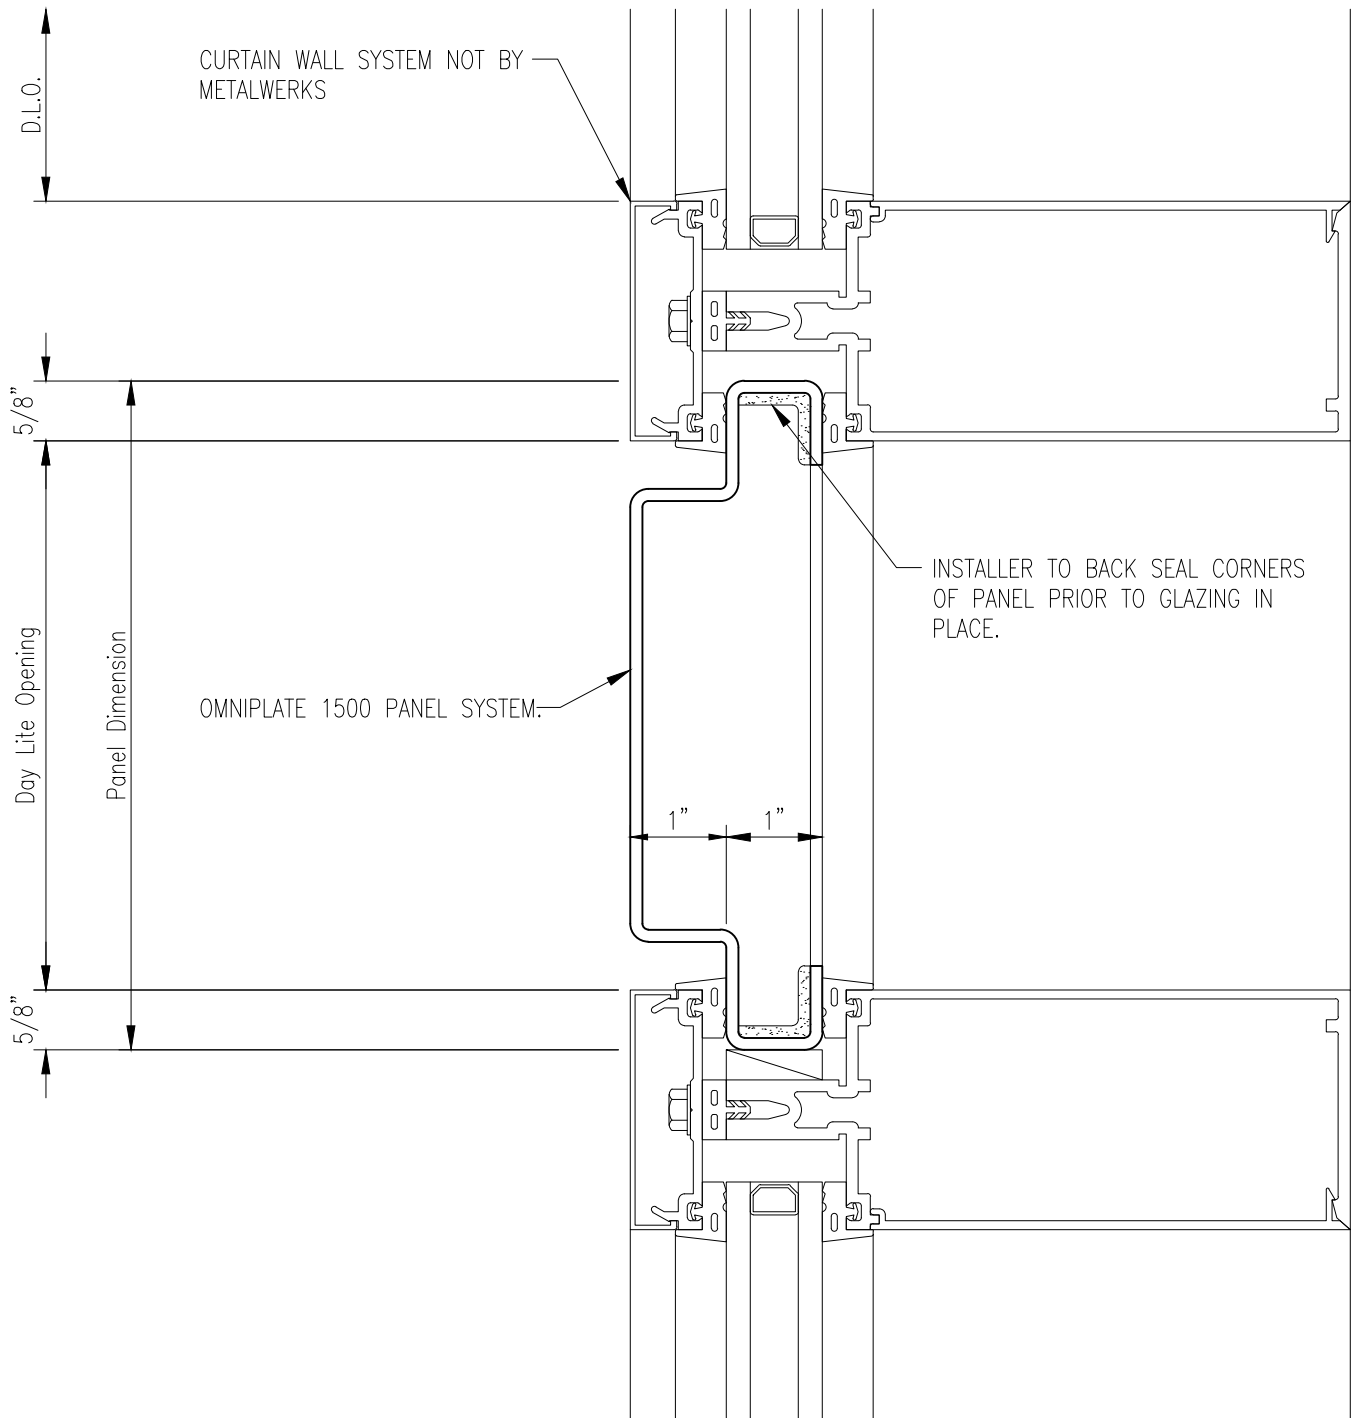 D.L.O.
CURTAIN WALL SYSTEM NOT BY
METALWERKS
5/8”
INSTALLER TO BACK SEAL CORNERS
OF PANEL PRIOR TO GLAZING IN
PLACE.
Day Lite Opening
Panel Dimension
OMNIPLATE 1500 PANEL SYSTEM.
1”
1”
5/8”